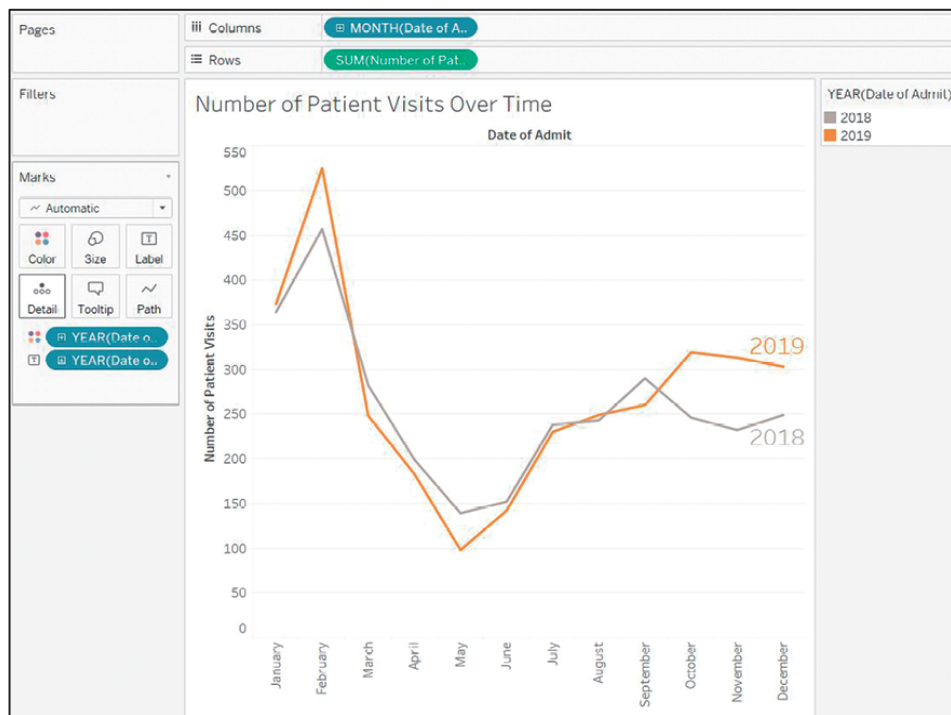 Pages
Columns
MONTH(Date of A..
Rows
SUM(Number of Pat..
Filters
Marks
Automatic
Color Size Label
Detail Tooltip Path
YEAR(Date o..
YEAR(Date o..
Number of Patient Visits Over Time
Date of Admit
Number of Patient Visits
550
500
450
400
350
300
250
200
150
100
50
0
2019
2018
January
February
March
April
May
June
July
August
September
October
November
December
YEAR(Date of Admit)
2018
2019